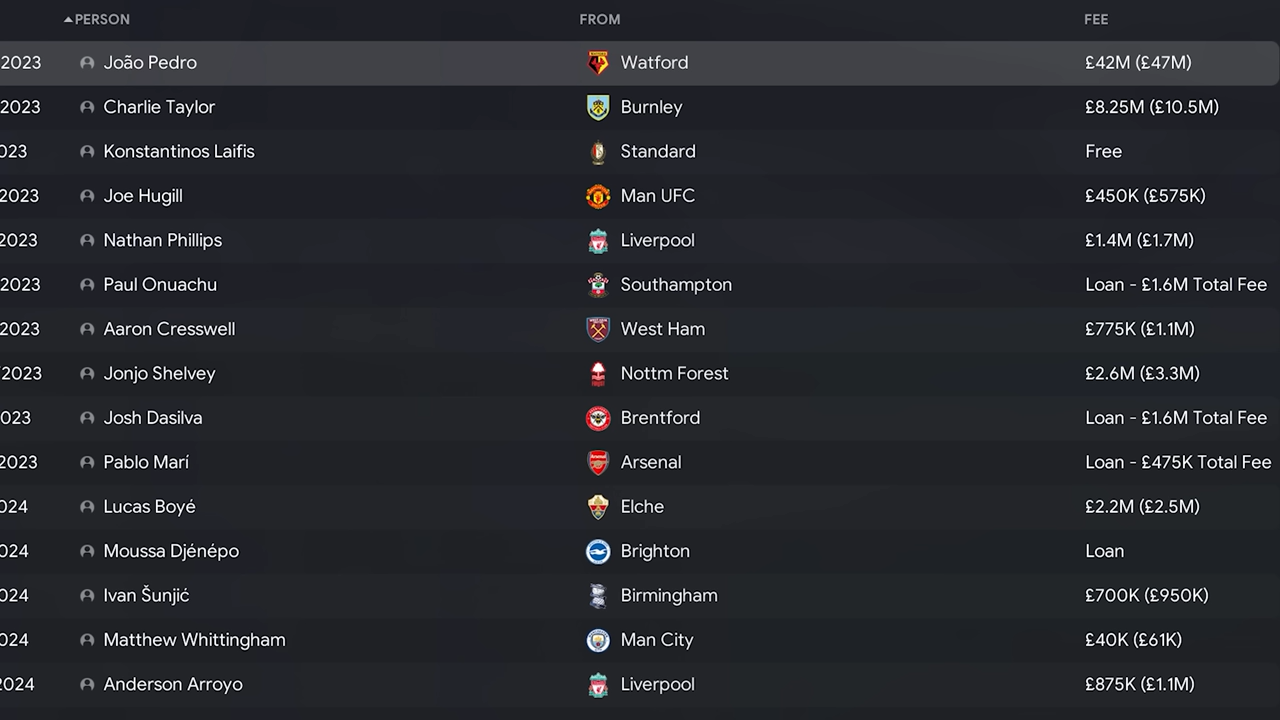 PERSON FROM FEE
2023 João Pedro Watford £42M (£47M)
2023 Charlie Taylor Burnley £8.25M (£10.5M)
023 Konstantinos Laifis Standard Free
2023 Joe Hugill Man UFC £450K (£575K)
2023 Nathan Phillips Liverpool £1.4M (£1.7M)
2023 Paul Onuachu Southampton Loan - £1.6M Total Fee
2023 Aaron Cresswell West Ham £775K (£1.1M)
/2023 Jonjo Shelvey Nottm Forest £2.6M (£3.3M)
023 Josh Dasilva Brentford Loan - £1.6M Total Fee
2023 Pablo Marí Arsenal Loan - £475K Total Fee
024 Lucas Boyé Elche £2.2M (£2.5M)
024 Moussa Djénépo Brighton Loan
024 Ivan Šunjić Birmingham £700K (£950K)
024 Matthew Whittingham Man City £40K (£61K)
2024 Anderson Arroyo Liverpool £875K (£1.1M)